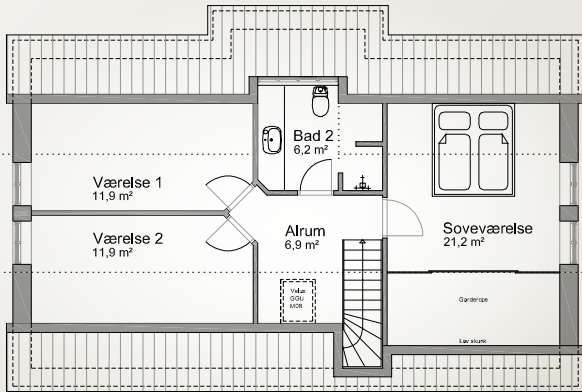 Bad 2
6,2 m²
Værelse 1
11,9 m²
Værelse 2
11,9 m²
Alrum
6,9 m²
Soveværelse
21,2 m²
Velux
GGU
M08
Garderobe
Lav skunk